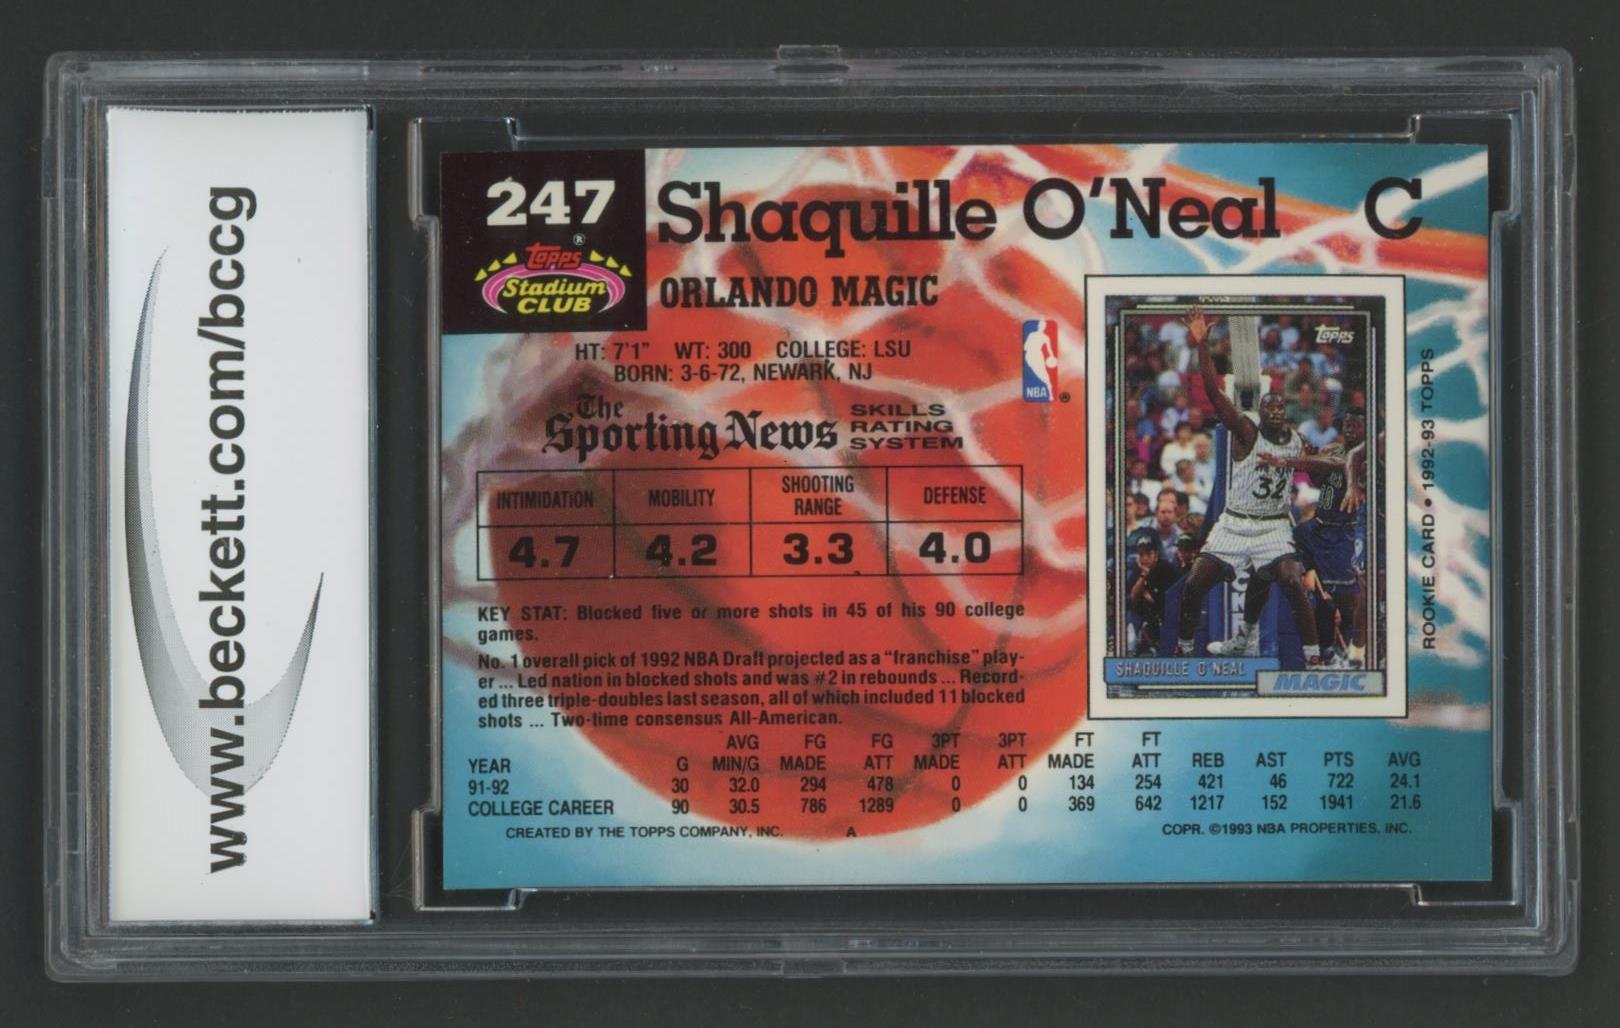 www.beckett.com/bccg
247 Shaquille O'Neal C
Topps®
Stadium
CLUB
ORLANDO MAGIC
HT: 7'1" WT: 300 COLLEGE: LSU
BORN: 3-6-72, NEWARK, NJ
NBA ®
The
Sporting News SKILLS
RATING
SYSTEM
INTIMIDATION MOBILITY SHOOTING RANGE DEFENSE
4.7 4.2 3.3 4.0
KEY STAT: Blocked five or more shots in 45 of his 90 college
games.
No. 1 overall pick of 1992 NBA Draft projected as a "franchise" play-
er ... Led nation in blocked shots and was #2 in rebounds ... Record-
ed three triple-doubles last season, all of which included 11 blocked
shots ... Two-time consensus All-American.
Topps
32
SHAQUILLE O'NEAL
MAGIC
ROOKIE CARD • 1992-93 TOPPS
AVG FG FG 3PT 3PT FT FT
YEAR G MIN/G MADE ATT MADE ATT MADE ATT REB AST PTS AVG
91-92 30 32.0 294 478 0 0 134 254 421 46 722 24.1
COLLEGE CAREER 90 30.5 786 1289 0 0 369 642 1217 152 1941 21.6
CREATED BY THE TOPPS COMPANY, INC. A COPR. ©1993 NBA PROPERTIES, INC.